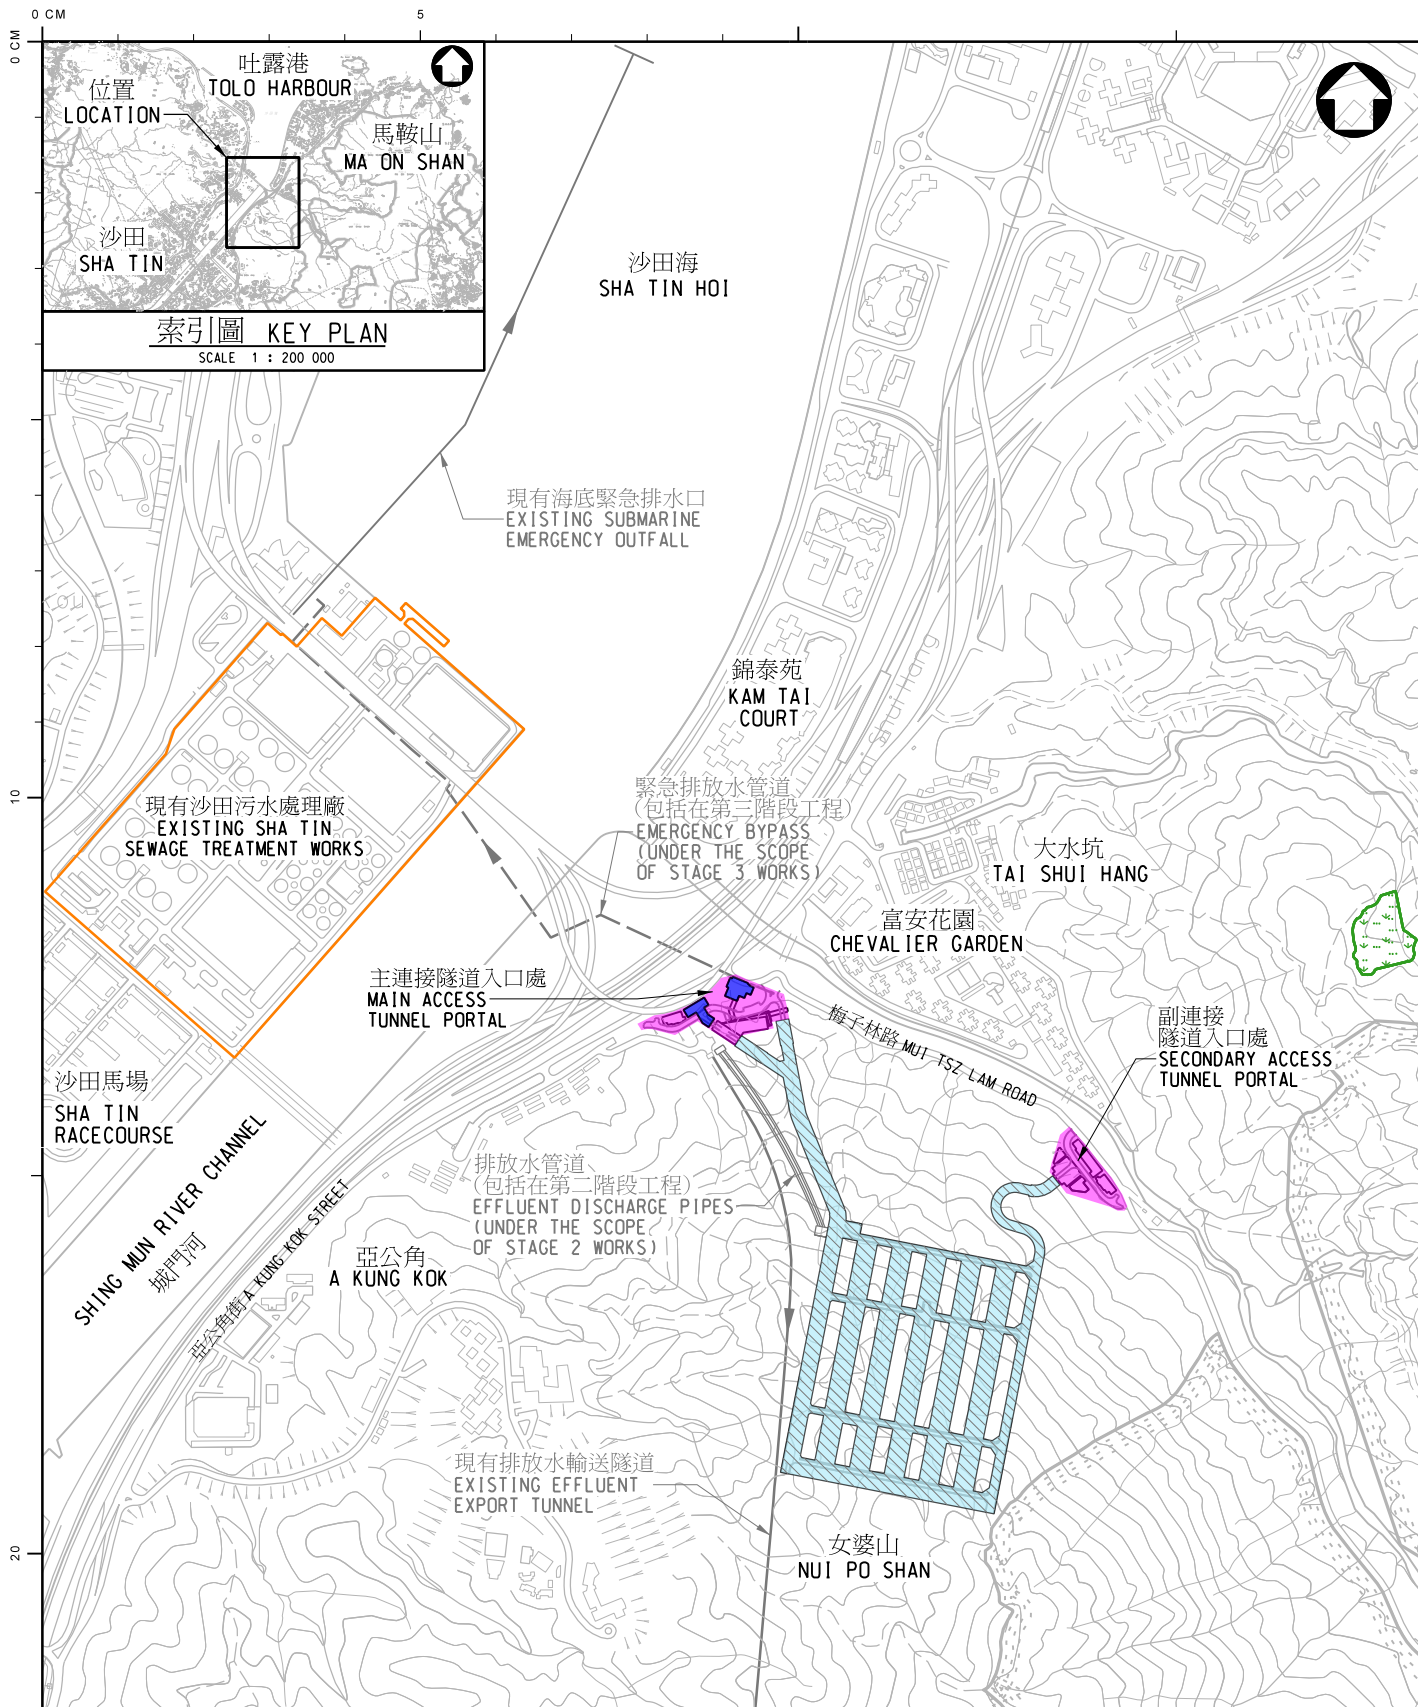 0 CM
5
0 CM
10
20
吐露港
TOLO HARBOUR
位置
LOCATION
馬鞍山
MA ON SHAN
沙田
SHA TIN
索引圖 KEY PLAN
SCALE 1 : 200 000
沙田海
SHA TIN HOI
現有海底緊急排水口
EXISTING SUBMARINE
EMERGENCY OUTFALL
錦泰苑
KAM TAI
COURT
緊急排放水管道
(包括在第三階段工程)
EMERGENCY BYPASS
(UNDER THE SCOPE
OF STAGE 3 WORKS)
現有沙田污水處理廠
EXISTING SHA TIN
SEWAGE TREATMENT WORKS
大水坑
TAI SHUI HANG
富安花園
CHEVALIER GARDEN
主連接隧道入口處
MAIN ACCESS
TUNNEL PORTAL
梅子林路 MUI TSZ LAM ROAD
副連接
隧道入口處
SECONDARY ACCESS
TUNNEL PORTAL
沙田馬場
SHA TIN
RACECOURSE
SHING MUN RIVER CHANNEL
城門河
亞公角街 A KUNG KOK STREET
排放水管道
(包括在第二階段工程)
EFFLUENT DISCHARGE PIPES
(UNDER THE SCOPE
OF STAGE 2 WORKS)
亞公角
A KUNG KOK
現有排放水輸送隧道
EXISTING EFFLUENT
EXPORT TUNNEL
女婆山
NUI PO SHAN